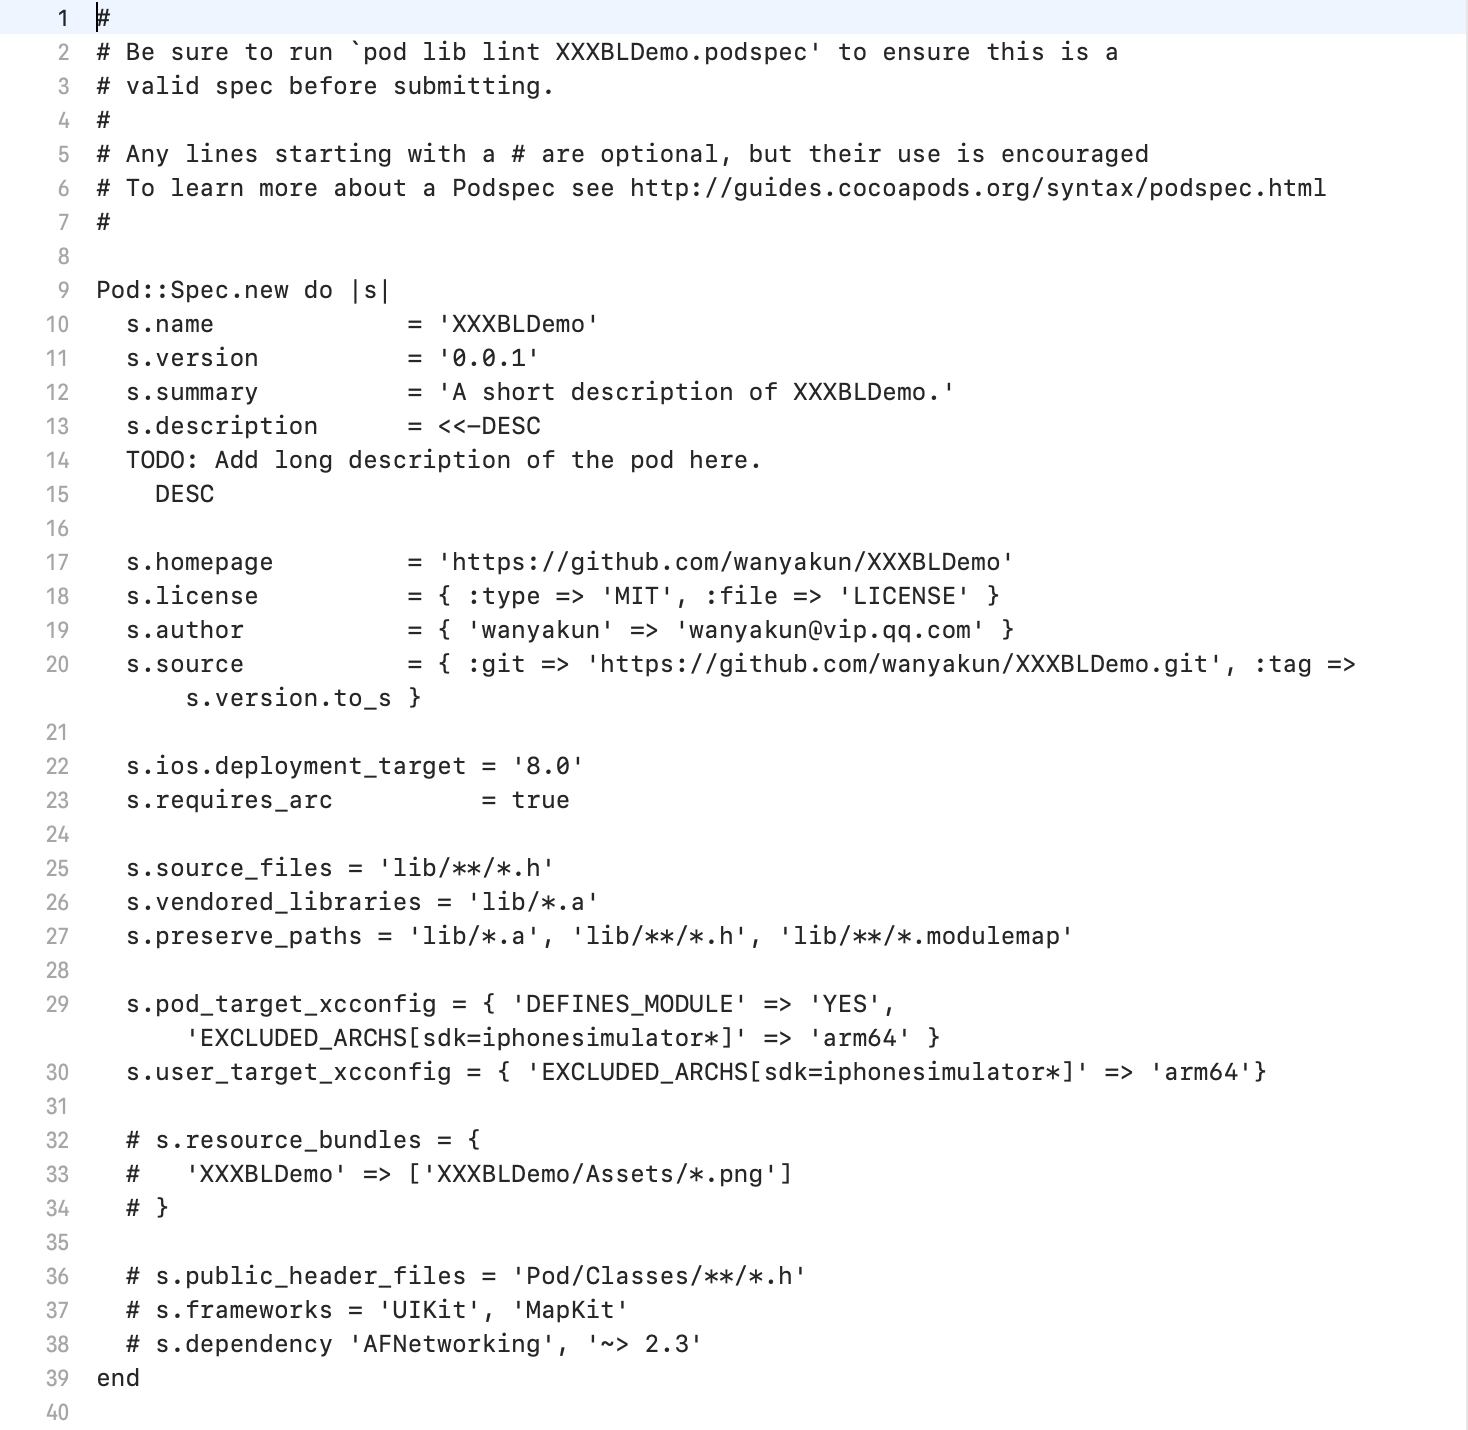 1 #
2 # Be sure to run `pod lib lint XXXBLDemo.podspec' to ensure this is a
3 # valid spec before submitting.
4 #
5 # Any lines starting with a # are optional, but their use is encouraged
6 # To learn more about a Podspec see http://guides.cocoapods.org/syntax/podspec.html
7 #
8
9 Pod::Spec.new do |s|
10   s.name             = 'XXXBLDemo'
11   s.version          = '0.0.1'
12   s.summary          = 'A short description of XXXBLDemo.'
13   s.description      = <<-DESC
14   TODO: Add long description of the pod here.
15     DESC
16
17   s.homepage         = 'https://github.com/wanyakun/XXXBLDemo'
18   s.license          = { :type => 'MIT', :file => 'LICENSE' }
19   s.author           = { 'wanyakun' => 'wanyakun@vip.qq.com' }
20   s.source           = { :git => 'https://github.com/wanyakun/XXXBLDemo.git', :tag =>
      s.version.to_s }
21
22   s.ios.deployment_target = '8.0'
23   s.requires_arc          = true
24
25   s.source_files = 'lib/**/*.h'
26   s.vendored_libraries = 'lib/*.a'
27   s.preserve_paths = 'lib/*.a', 'lib/**/*.h', 'lib/**/*.modulemap'
28
29   s.pod_target_xcconfig = { 'DEFINES_MODULE' => 'YES',
      'EXCLUDED_ARCHS[sdk=iphonesimulator*]' => 'arm64' }
30   s.user_target_xcconfig = { 'EXCLUDED_ARCHS[sdk=iphonesimulator*]' => 'arm64'}
31
32   # s.resource_bundles = {
33   #   'XXXBLDemo' => ['XXXBLDemo/Assets/*.png']
34   # }
35
36   # s.public_header_files = 'Pod/Classes/**/*.h'
37   # s.frameworks = 'UIKit', 'MapKit'
38   # s.dependency 'AFNetworking', '~> 2.3'
39 end
40